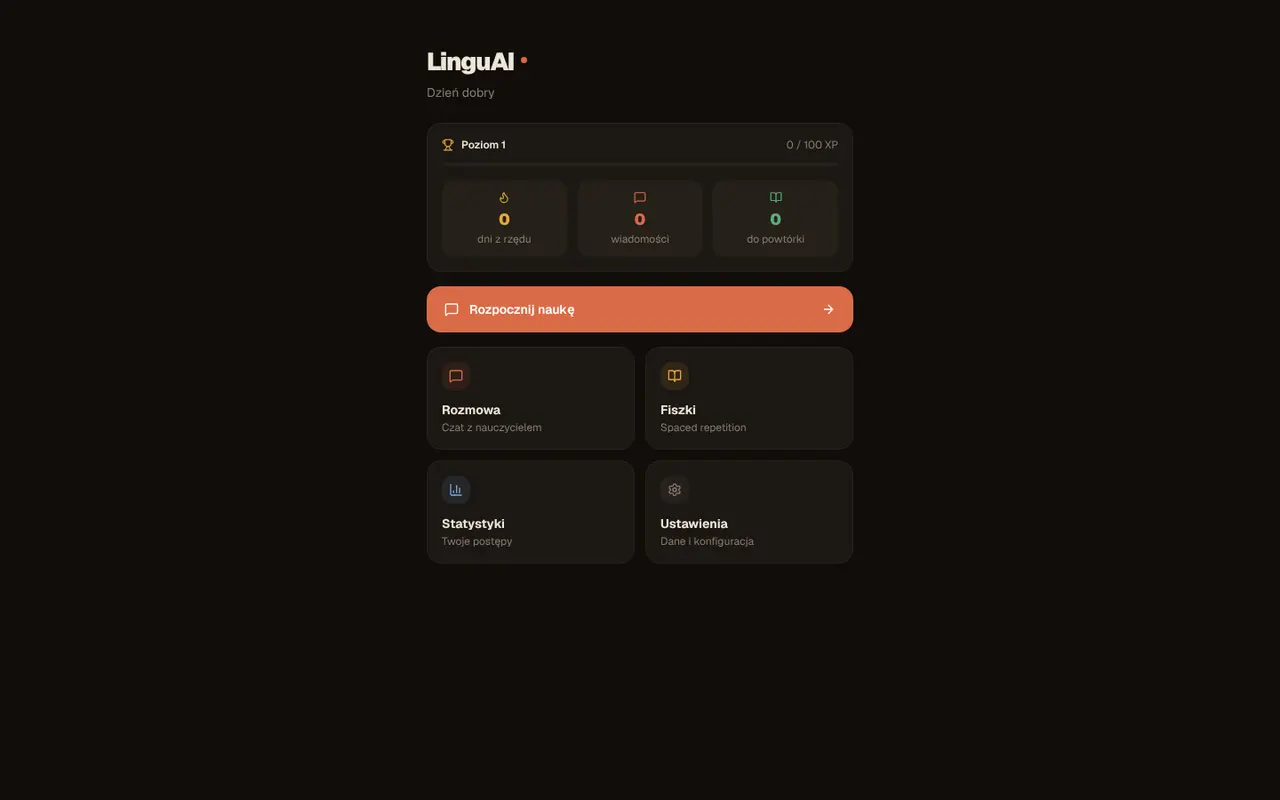 LinguAI
Dzień dobry
Poziom 1
0 / 100 XP
0
dni z rzędu
0
wiadomości
0
do powtórki
Rozpocznij naukę
Rozmowa
Czat z nauczycielem
Fiszki
Spaced repetition
Statystyki
Twoje postępy
Ustawienia
Dane i konfiguracja